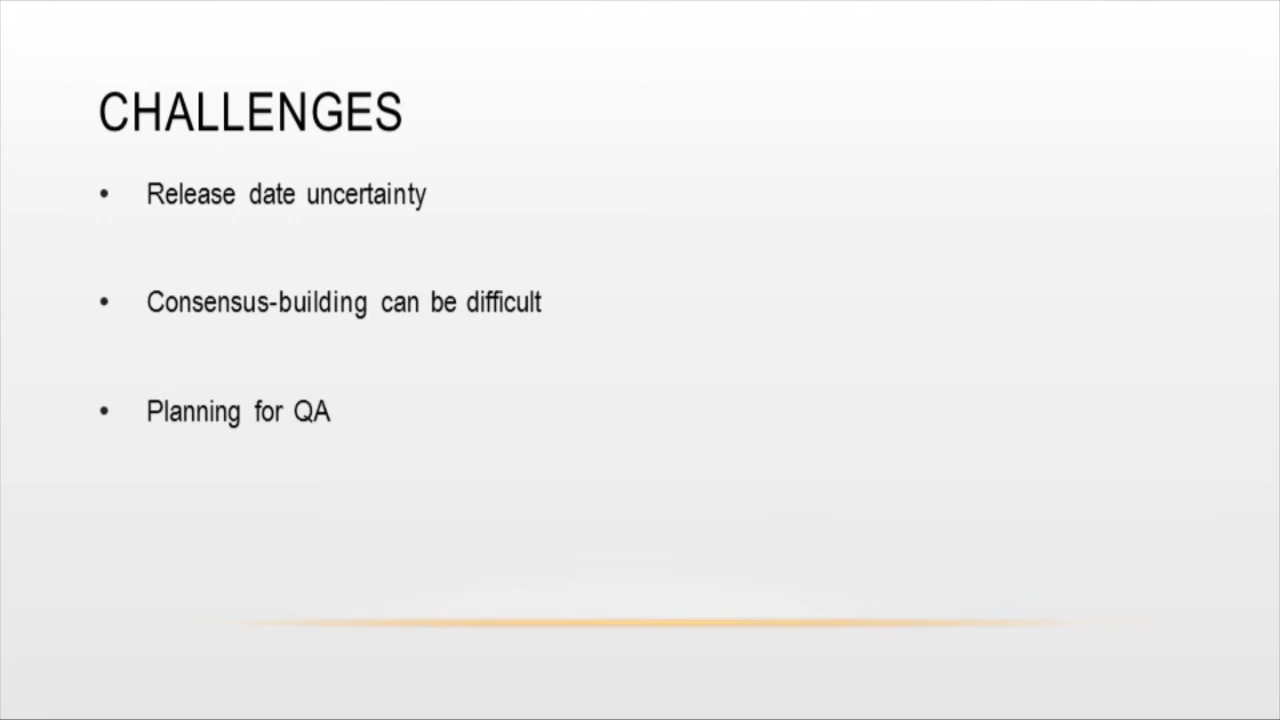 CHALLENGES
• Release date uncertainty
• Consensus-building can be difficult
• Planning for QA